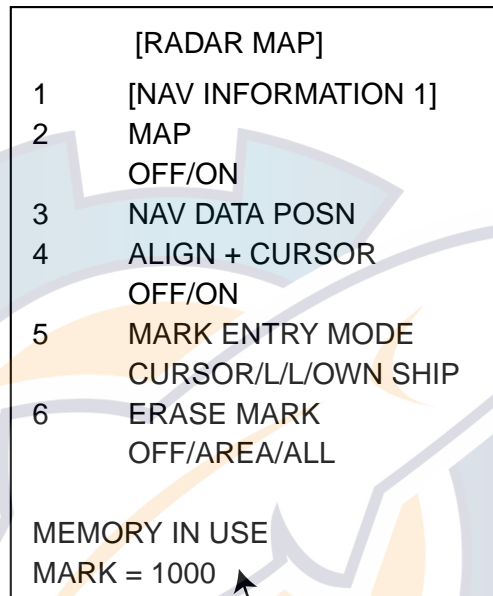 [RADAR MAP]
1 [NAV INFORMATION 1]
2 MAP
OFF/ON
3 NAV DATA POSN
4 ALIGN + CURSOR
OFF/ON
5 MARK ENTRY MODE
CURSOR/L/L/OWN SHIP
6 ERASE MARK
OFF/AREA/ALL
MEMORY IN USE
MARK = 1000